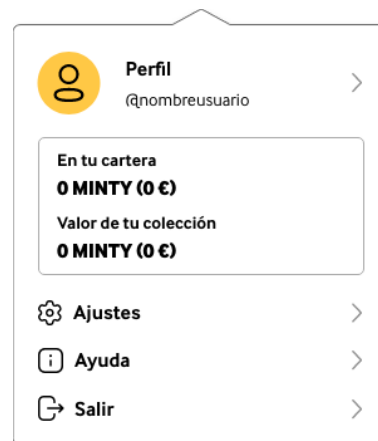 Perfil
@nombreusuario
En tu cartera
0 MINTY (0 €)
Valor de tu colección
0 MINTY (0 €)
Ajustes
Ayuda
Salir